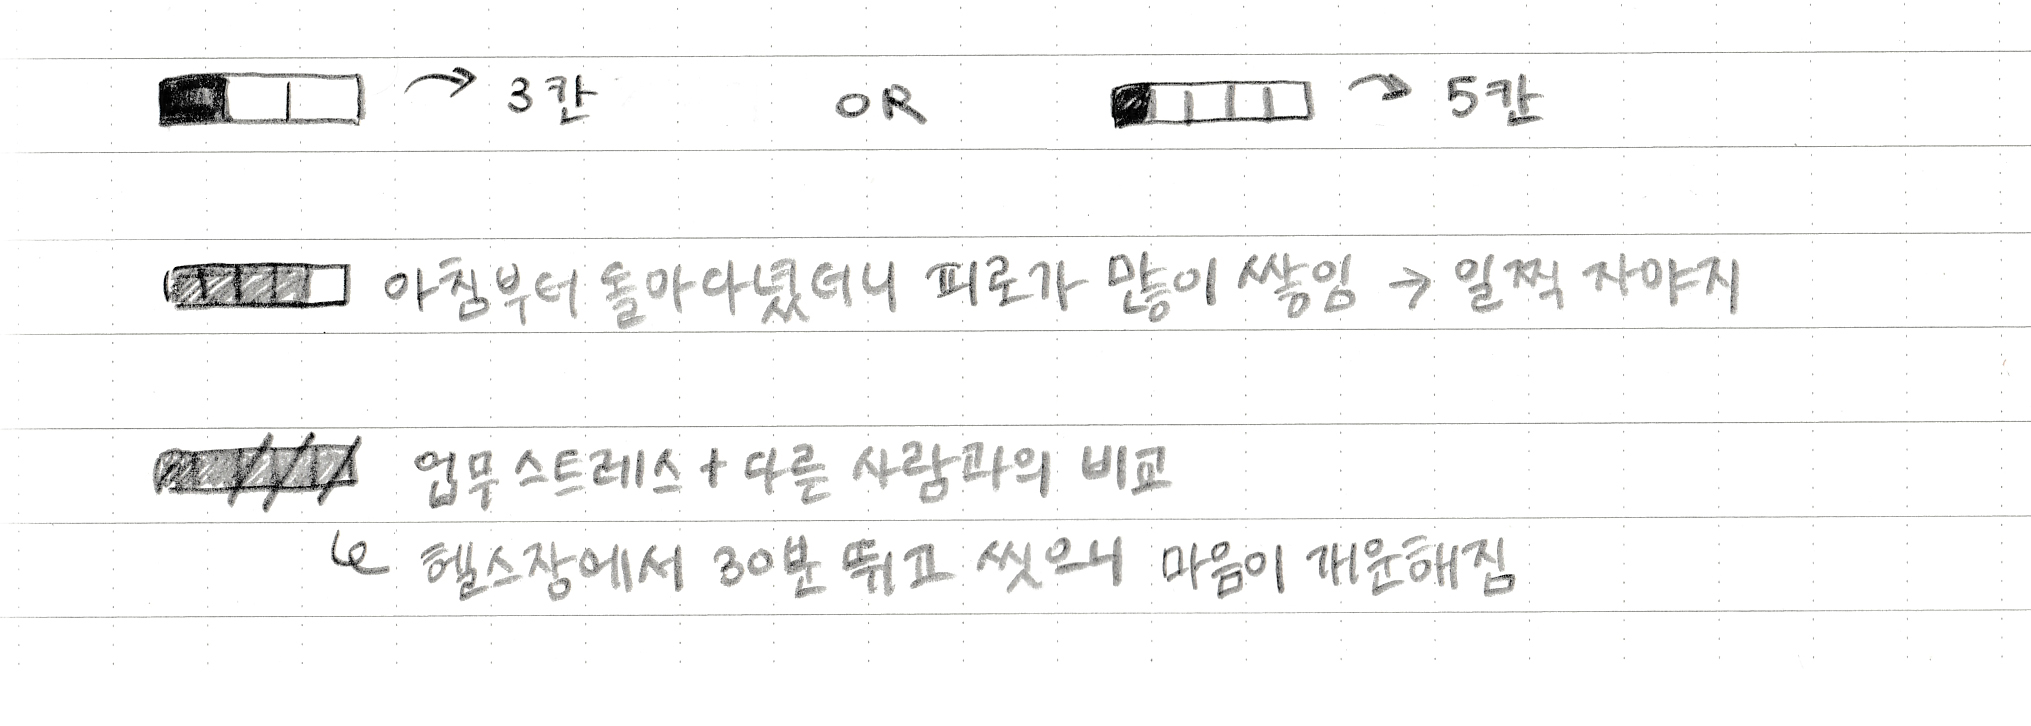 → 3칸 OR → 5칸
아침부터 돌아다녔더니 피로가 많이 쌓임 → 일찍 자야지
업무 스트레스 + 다른 사람과의 비교
헬스장에서 30분 뛰고 씻으니 마음이 개운해짐